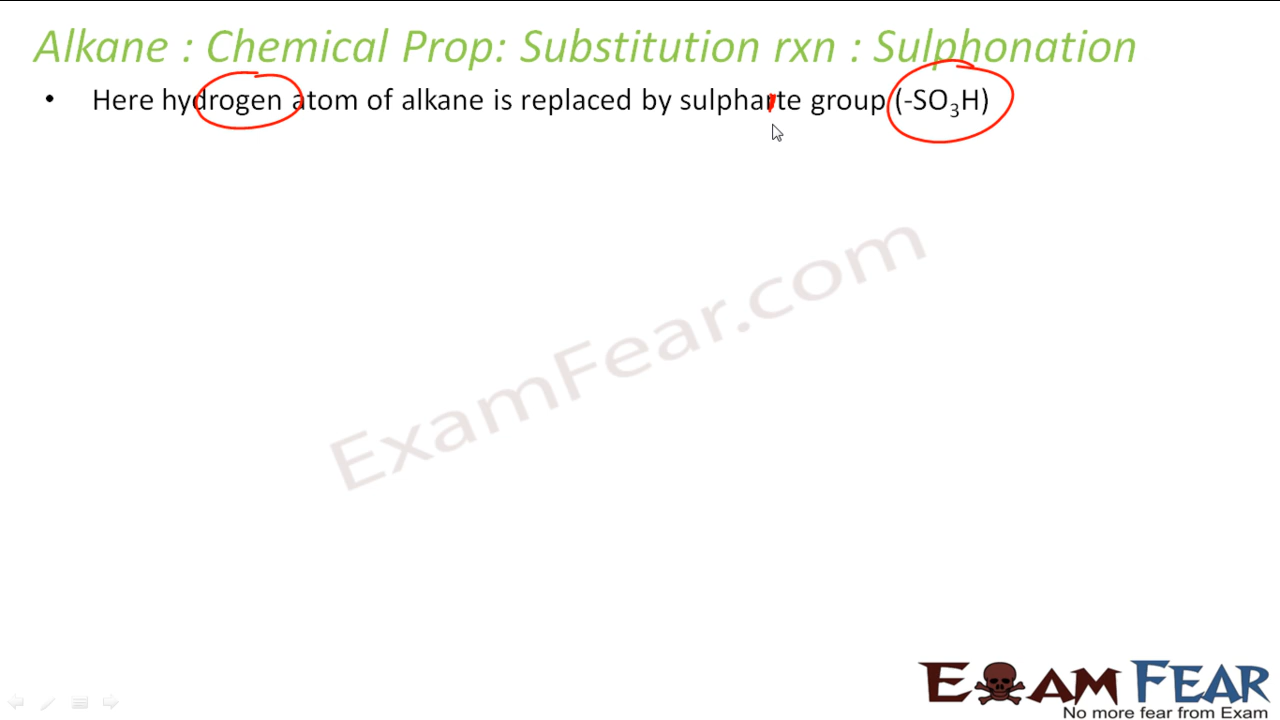 Alkane : Chemical Prop: Substitution rxn : Sulphonation
• Here hydrogen atom of alkane is replaced by sulpharte group (-SO₃H)
ExamFear.com
EXAM FEAR
No more fear from Exam